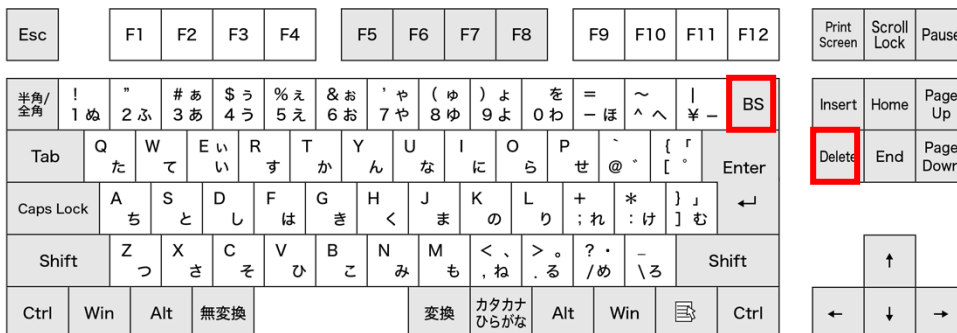 Esc F1 F2 F3 F4 F5 F6 F7 F8 F9 F10 F11 F12 Print Screen Scroll Lock Pause
半角/全角 ! 1 ぬ " 2 ふ # ぁ 3 あ $ ぅ 4 う % ぇ 5 え & ぉ 6 お ' ゃ 7 や ( ゅ 8 ゆ ) ょ 9 よ を 0 わ = - ほ ~ ^ へ | ¥ ー BS Insert Home Page Up
Tab Q た W て E ぃ い R す T か Y ん U な I に O ら P せ ` @ ゛ { 「 [ ゜ Enter Delete End Page Down
Caps Lock A ち S と D し F は G き H く J ま K の L り + ; れ * : け } 」 ] む ↵
Shift Z つ X さ C そ V ひ B こ N み M も < 、 , ね > 。 . る ? ・ / め _ \ ろ Shift ↑
Ctrl Win Alt 無変換 変換 カタカナ ひらがな Alt Win Ctrl ← ↓ →